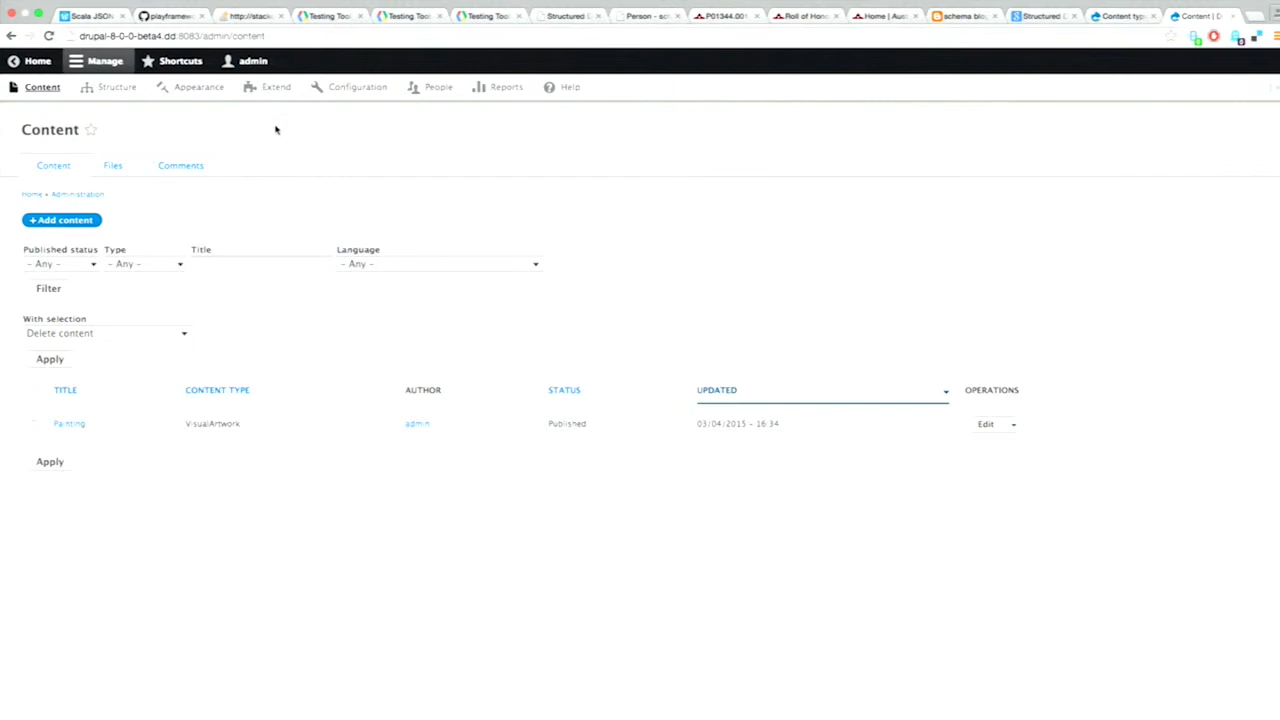 Scala JSON playframew http://stack Testing Too Testing Too Testing Too Structured D Person - sc P01344.001 Roll of Hono Home | Aust schema blog Structured D Content typ Content | D
drupal-8-0-0-beta4.dd:8083/admin/content
Home Manage Shortcuts admin
Content Structure Appearance Extend Configuration People Reports Help
Content
Content Files Comments
Home » Administration
+ Add content
Published status Type Title Language
- Any - - Any - - Any -
Filter
With selection
Delete content
Apply
TITLE CONTENT TYPE AUTHOR STATUS UPDATED OPERATIONS
Painting VisualArtwork admin Published 03/04/2015 - 16:34 Edit
Apply